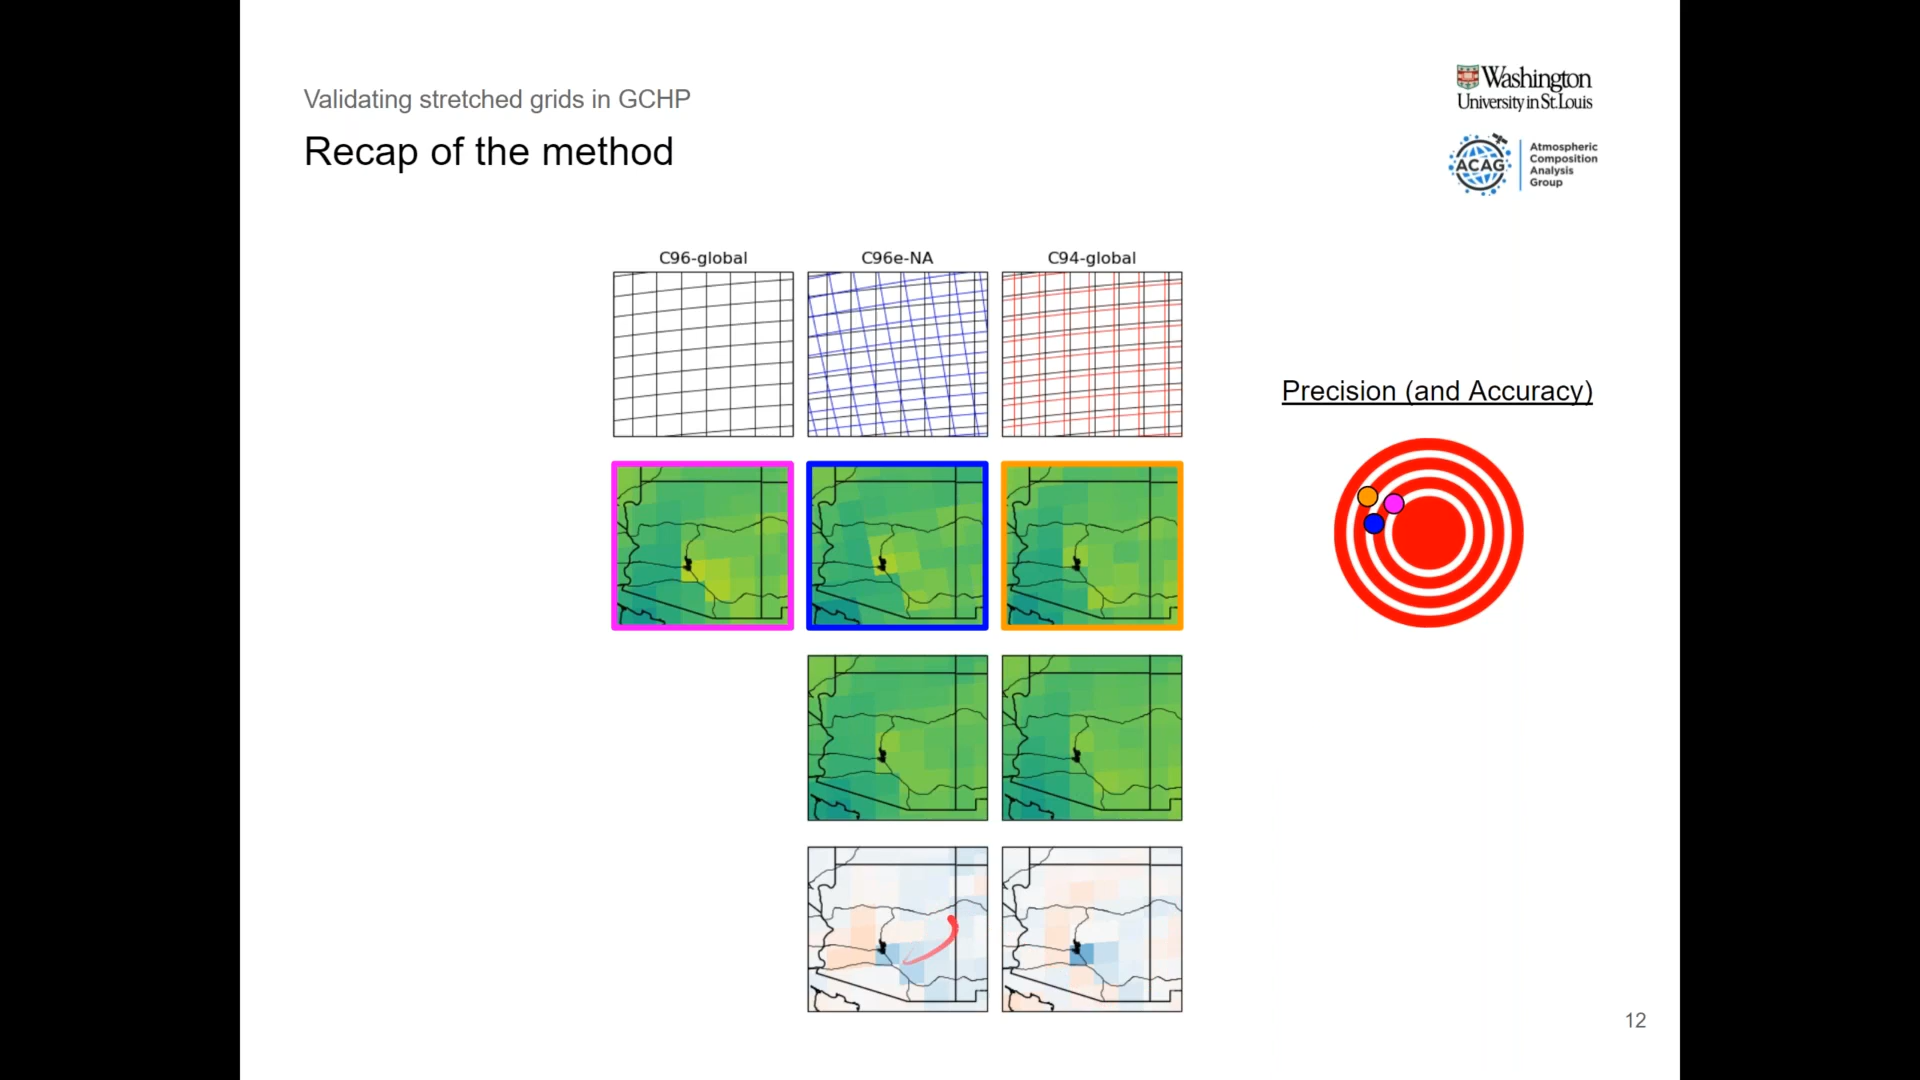 Validating stretched grids in GCHP
Recap of the method
Washington
University in St. Louis
ACAG
Atmospheric
Composition
Analysis
Group
C96-global
C96e-NA
C94-global
Precision (and Accuracy)
12